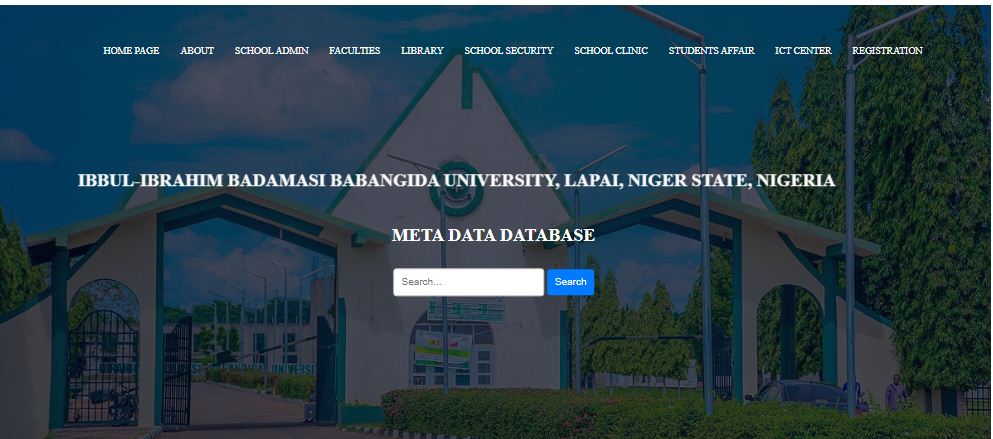 HOME PAGE ABOUT SCHOOL ADMIN FACULTIES LIBRARY SCHOOL SECURITY SCHOOL CLINIC STUDENTS AFFAIR ICT CENTER REGISTRATION
IBBUL-IBRAHIM BADAMASI BABANGIDA UNIVERSITY, LAPAI, NIGER STATE, NIGERIA
META DATA DATABASE
Search... Search